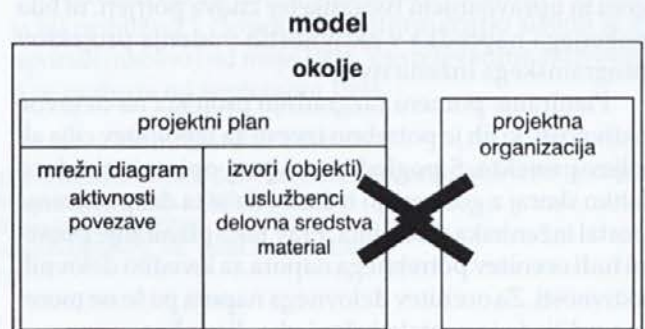 model
okolje
projektni plan
mrežni diagram
aktivnosti
povezave
izvori (objekti)
uslužbenci
delovna sredstva
material
projektna
organizacija